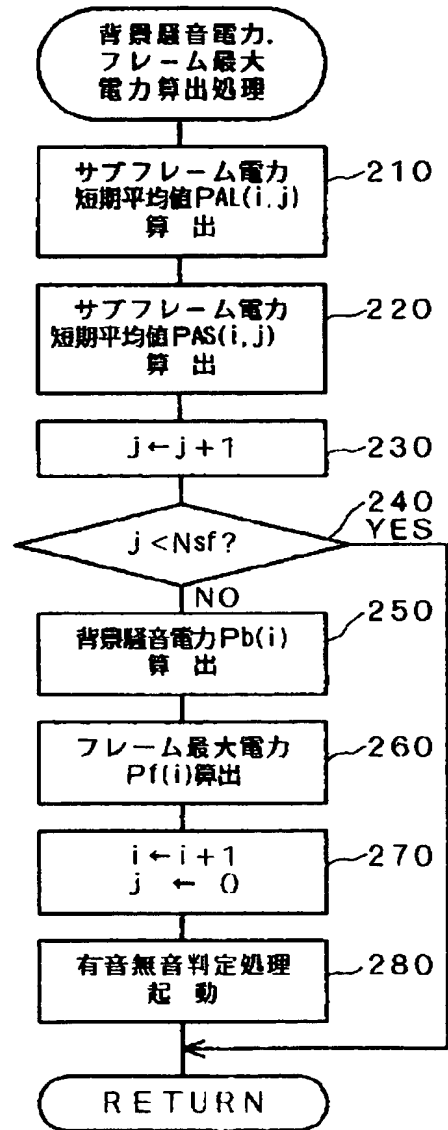 背景騒音電力,
フレーム最大
電力算出処理
サブフレーム電力
短期平均値PAL(i,j)
算 出
210
サブフレーム電力
短期平均値PAS(i,j)
算 出
220
j←j+1
230
240
j<Nsf?
YES
NO
背景騒音電力Pb(i)
算 出
250
フレーム最大電力
Pf(i)算出
260
i←i+1
j ← 0
270
有音無音判定処理
起 動
280
RETURN